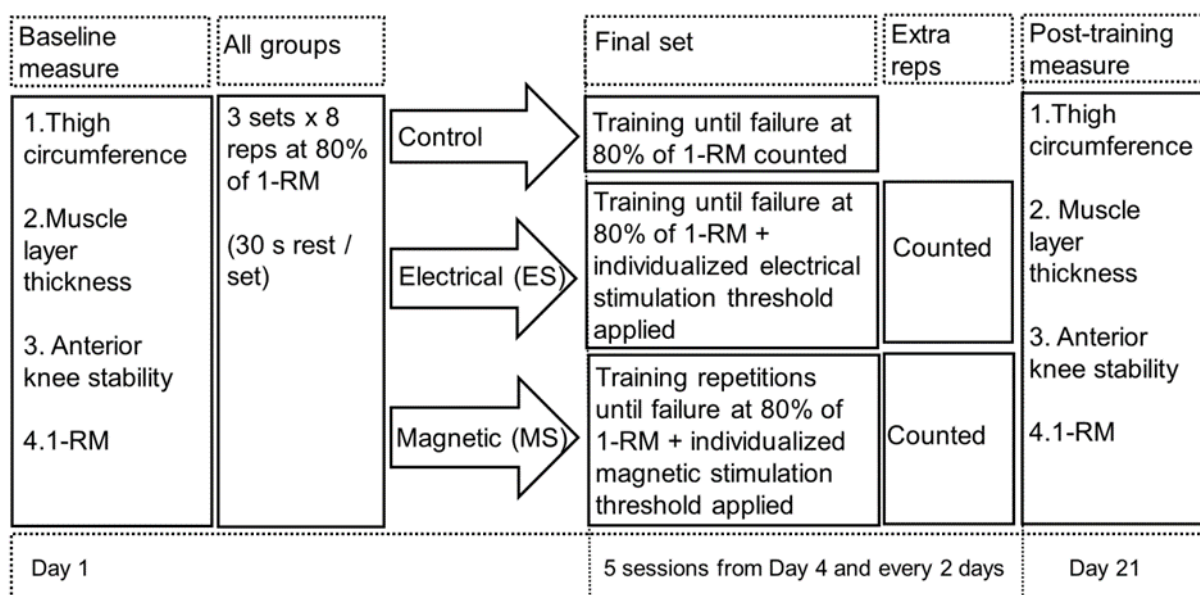 Baseline
measure
All groups
Final set
Extra
reps
Post-training
measure
1.Thigh
circumference
2.Muscle
layer
thickness
3. Anterior
knee stability
4.1-RM
3 sets x 8
reps at 80%
of 1-RM
(30 s rest /
set)
Control
Training until failure at
80% of 1-RM counted
Electrical (ES)
Training until failure at
80% of 1-RM +
individualized electrical
stimulation threshold
applied
Counted
Magnetic (MS)
Training repetitions
until failure at 80% of
1-RM + individualized
magnetic stimulation
threshold applied
Counted
1.Thigh
circumference
2. Muscle
layer
thickness
3. Anterior
knee stability
4.1-RM
Day 1
5 sessions from Day 4 and every 2 days
Day 21